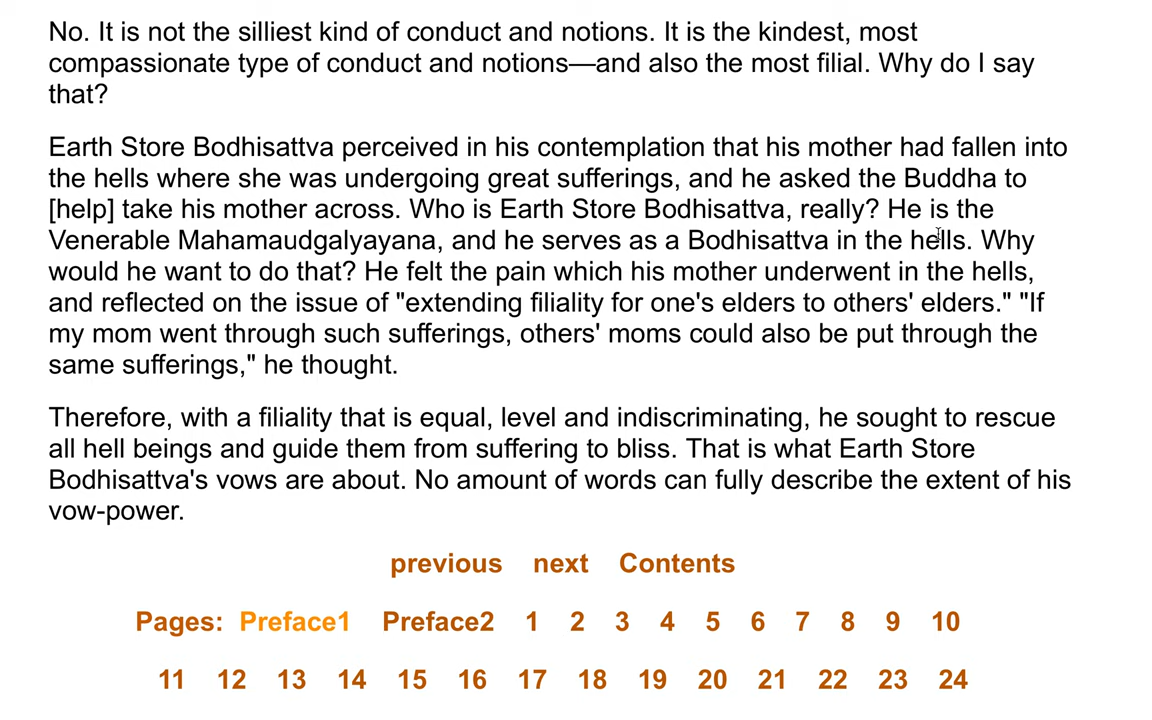 No. It is not the silliest kind of conduct and notions. It is the kindest, most
compassionate type of conduct and notions—and also the most filial. Why do I say
that?
Earth Store Bodhisattva perceived in his contemplation that his mother had fallen into
the hells where she was undergoing great sufferings, and he asked the Buddha to
[help] take his mother across. Who is Earth Store Bodhisattva, really? He is the
Venerable Mahamaudgalyayana, and he serves as a Bodhisattva in the hells. Why
would he want to do that? He felt the pain which his mother underwent in the hells,
and reflected on the issue of "extending filiality for one's elders to others' elders." "If
my mom went through such sufferings, others' moms could also be put through the
same sufferings," he thought.
Therefore, with a filiality that is equal, level and indiscriminating, he sought to rescue
all hell beings and guide them from suffering to bliss. That is what Earth Store
Bodhisattva's vows are about. No amount of words can fully describe the extent of his
vow-power.
previous next Contents
Pages: Preface1 Preface2 1 2 3 4 5 6 7 8 9 10
11 12 13 14 15 16 17 18 19 20 21 22 23 24